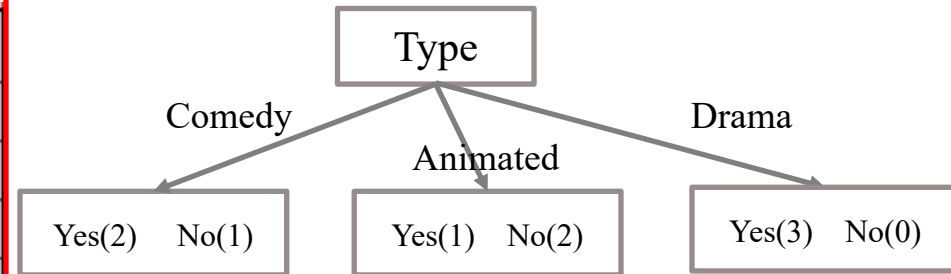 Type
Comedy
Drama
Animated
Yes(2) No(1)
Yes(1) No(2)
Yes(3) No(0)